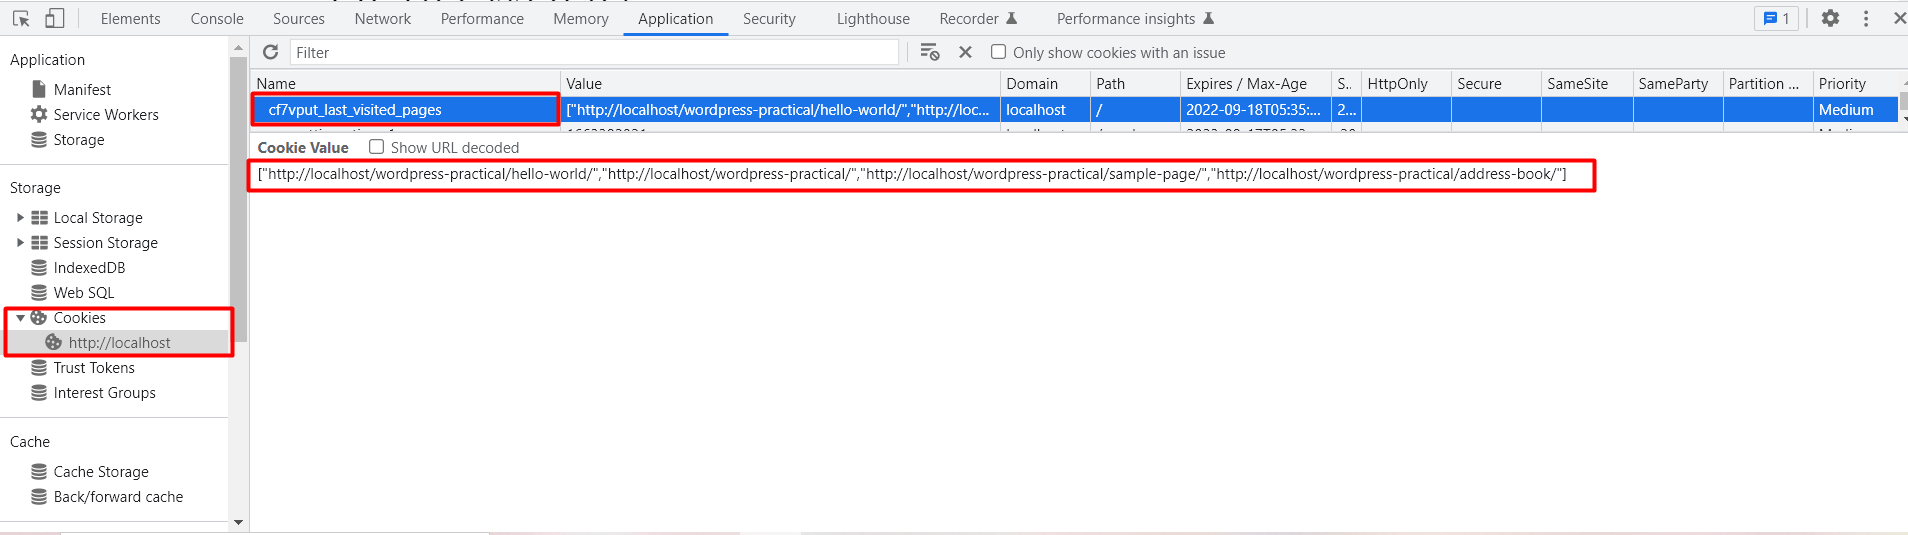 Elements Console Sources Network Performance Memory Application Security Lighthouse Recorder Performance insights 1
Application
Manifest
Service Workers
Storage
Storage
Local Storage
Session Storage
IndexedDB
Web SQL
Cookies
http://localhost
Trust Tokens
Interest Groups
Cache
Cache Storage
Back/forward cache
Filter Only show cookies with an issue
Name Value Domain Path Expires / Max-Age S.. HttpOnly Secure SameSite SameParty Partition ... Priority
cf7vput_last_visited_pages ["http://localhost/wordpress-practical/hello-world/","http://loc... localhost / 2022-09-18T05:35:... 2... Medium
Cookie Value Show URL decoded
["http://localhost/wordpress-practical/hello-world/","http://localhost/wordpress-practical/","http://localhost/wordpress-practical/sample-page/","http://localhost/wordpress-practical/address-book/"]